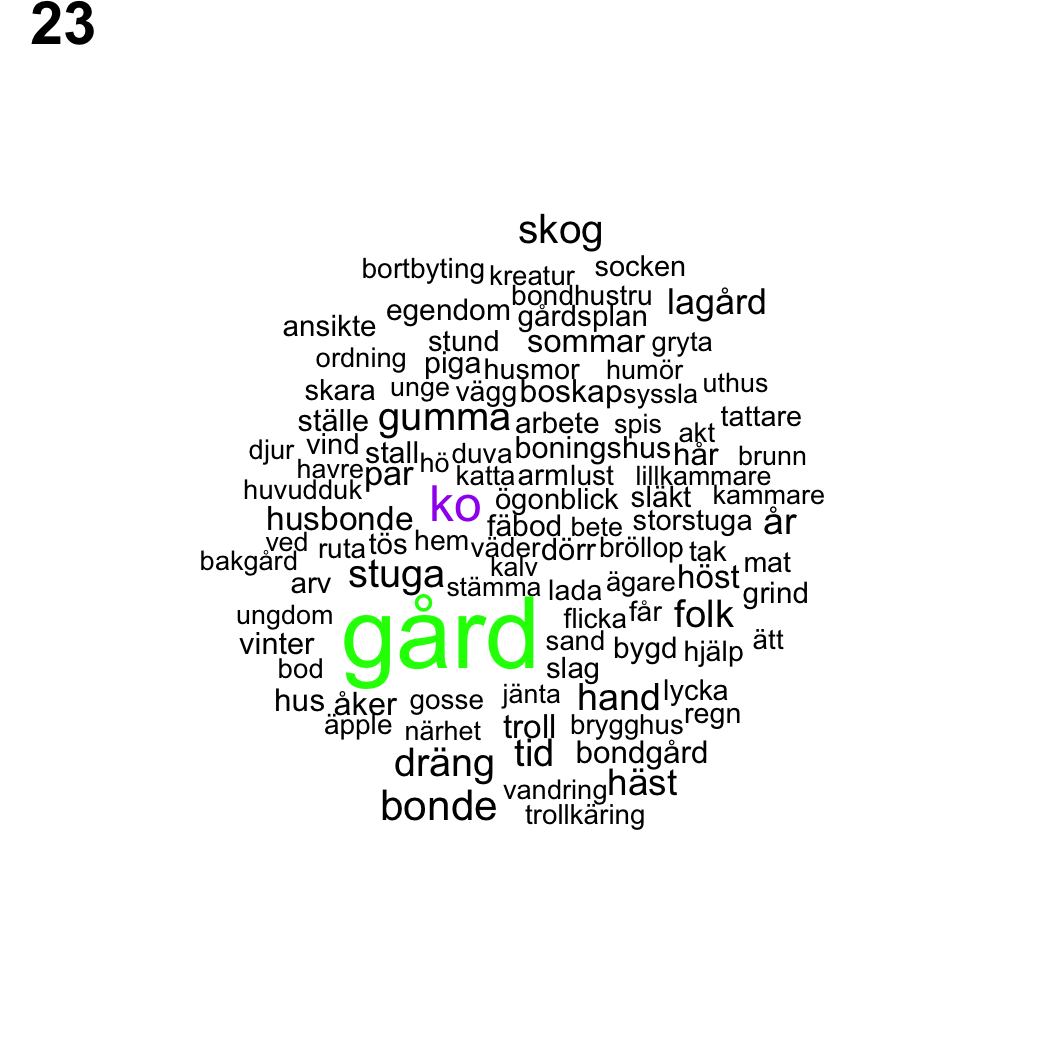 23
skog
bortbyting kreatur socken
bondhustru lagård
egendom gårdsplan
ansikte
stund sommar gryta
ordning piga husmor humör
skara unge vägg boskap syssla uthus
ställe gumma arbete spis akt tattare
djur vind stall hö duva boningshus hår brunn
havre par katta armlust lillkammare
huvudduk ko ögonblick släkt kammare
husbonde fäbod bete storstuga år
ved ruta tös hem väder dörr bröllop tak
bakgård stuga kalv mat
arv stämma lada ägare höst grind
ungdom gård flicka får folk
vinter sand bygd hjälp ätt
bod slag
hus åker gosse jänta hand lycka
äpple närhet troll brygghus regn
dräng tid bondgård
bonde vandring häst
trollkäring